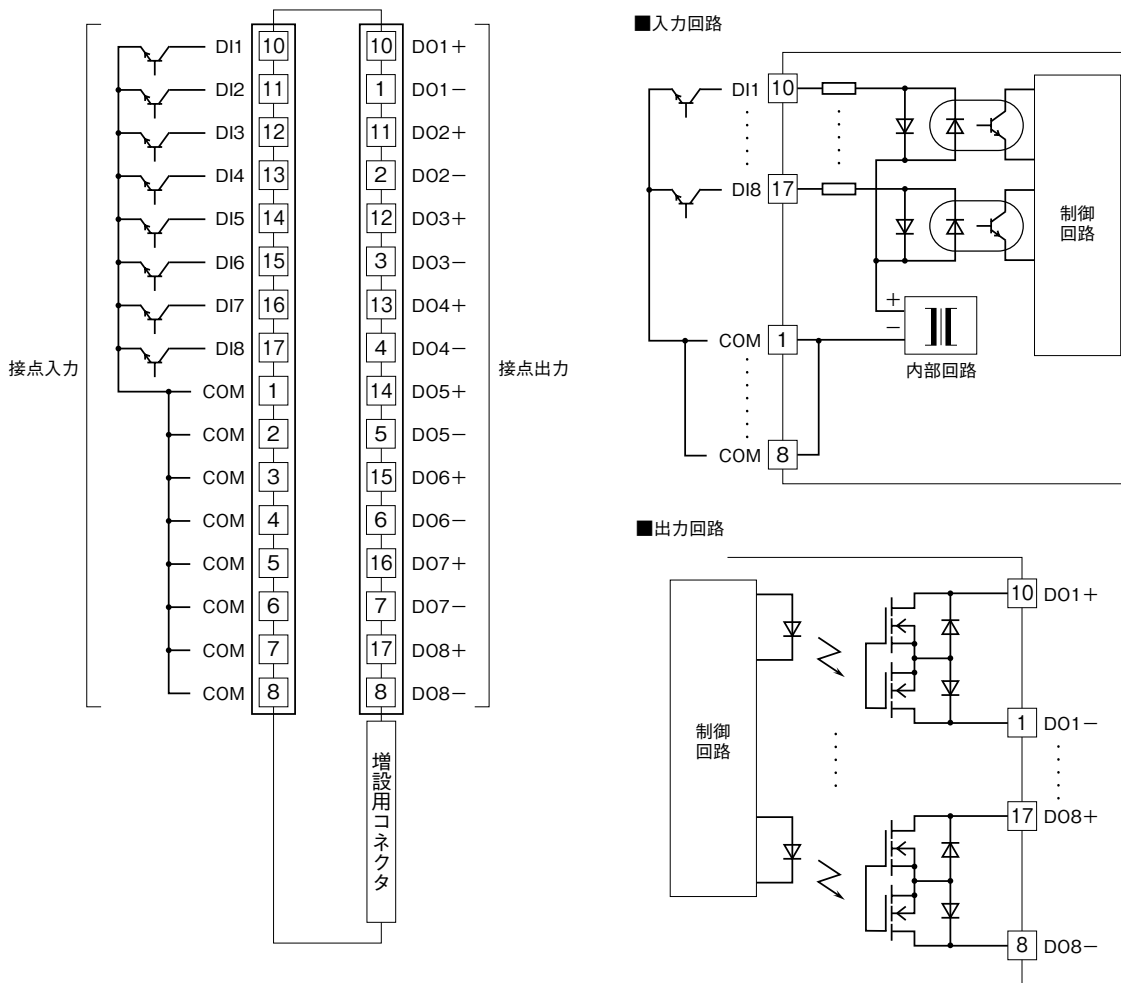 接点入力
DI1 10
DI2 11
DI3 12
DI4 13
DI5 14
DI6 15
DI7 16
DI8 17
COM 1
COM 2
COM 3
COM 4
COM 5
COM 6
COM 7
COM 8
10 DO1+
1 DO1−
11 DO2+
2 DO2−
12 DO3+
3 DO3−
13 DO4+
4 DO4−
14 DO5+
5 DO5−
15 DO6+
6 DO6−
16 DO7+
7 DO7−
17 DO8+
8 DO8−
接点出力
増設用コネクタ
■入力回路
DI1 10
DI8 17
COM 1
COM 8
+
−
内部回路
制御
回路
■出力回路
制御
回路
10 DO1+
1 DO1−
17 DO8+
8 DO8−